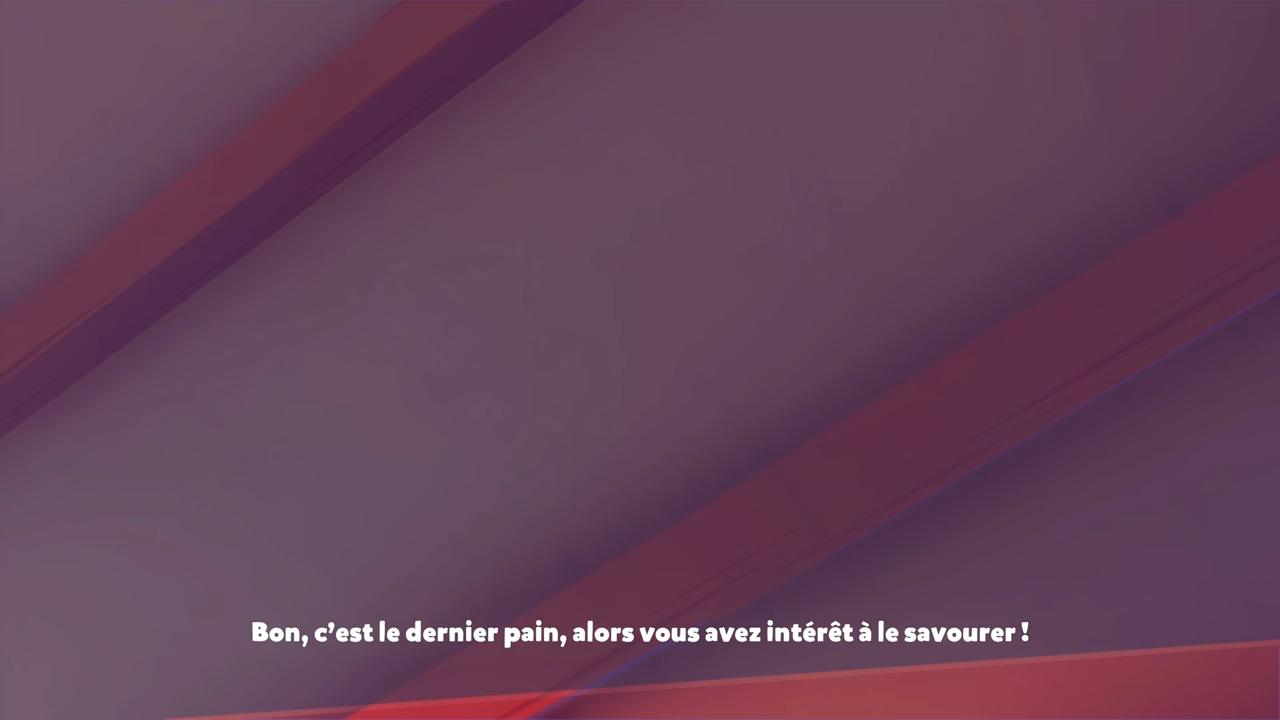 Bon, c’est le dernier pain, alors vous avez intérêt à le savourer !